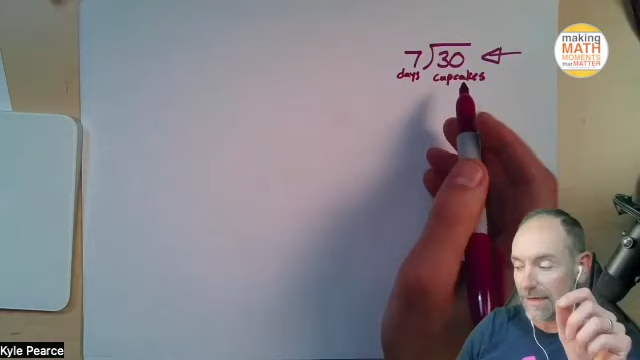 making
MATH
MOMENTS
that MATTER
7 30
days cupcakes
Kyle Pearce